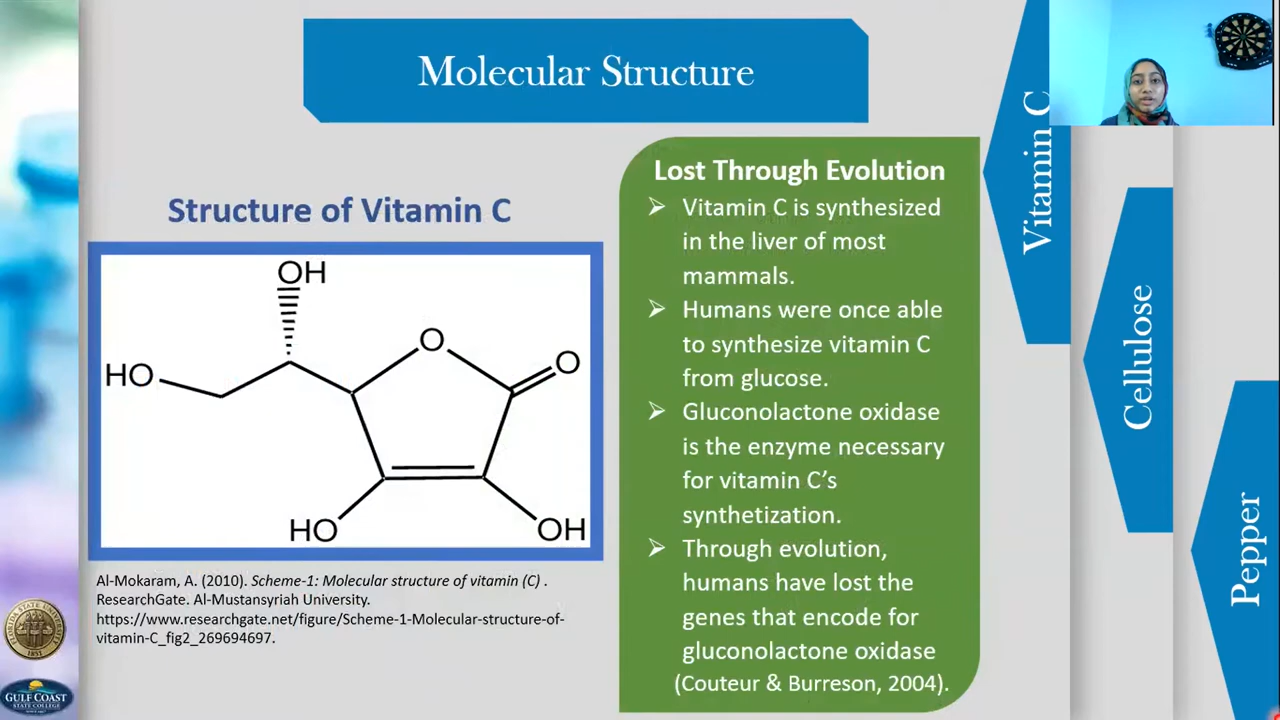 Molecular Structure
Structure of Vitamin C
OH
HO
O
O
HO
OH
Al-Mokaram, A. (2010). Scheme-1: Molecular structure of vitamin (C) .
ResearchGate. Al-Mustansyriah University.
https://www.researchgate.net/figure/Scheme-1-Molecular-structure-of-
vitamin-C_fig2_269694697.
Lost Through Evolution
➢ Vitamin C is synthesized
in the liver of most
mammals.
➢ Humans were once able
to synthesize vitamin C
from glucose.
➢ Gluconolactone oxidase
is the enzyme necessary
for vitamin C’s
synthetization.
➢ Through evolution,
humans have lost the
genes that encode for
gluconolactone oxidase
(Couteur & Burreson, 2004).
Vitamin C
Cellulose
Pepper
FLORIDA STATE UNIVERSITY
1851
GULF COAST
STATE COLLEGE